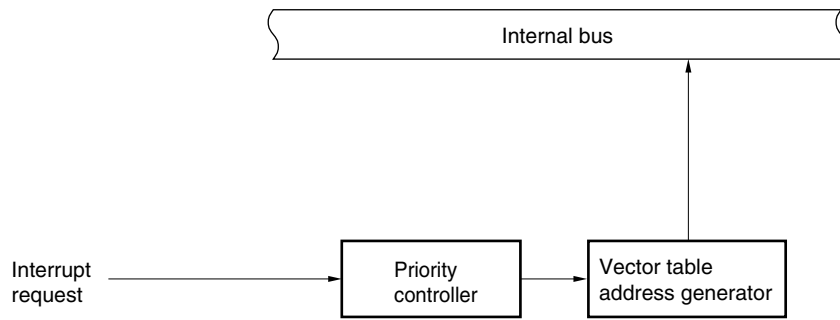 Internal bus
Interrupt
request
Priority
controller
Vector table
address generator